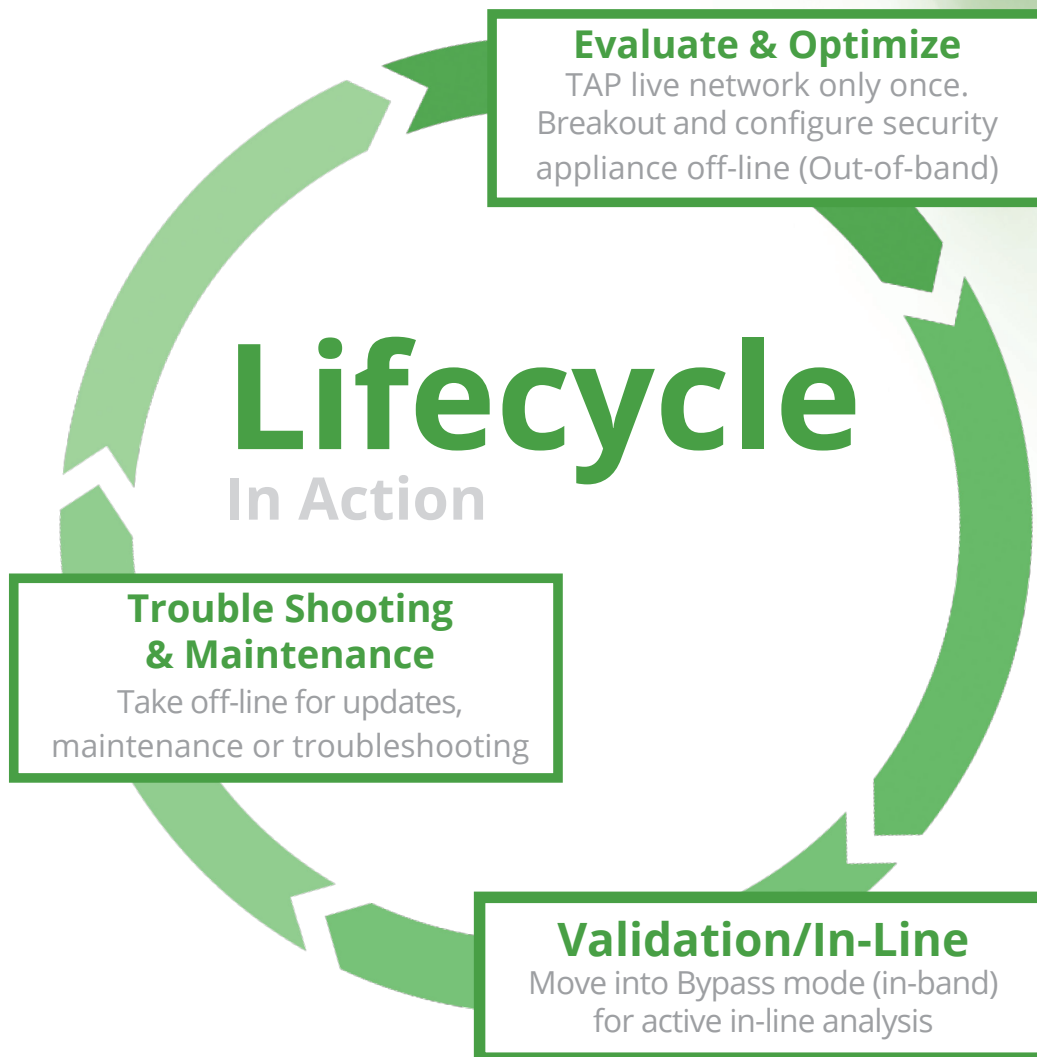 Evaluate & Optimize
TAP live network only once.
Breakout and configure security
appliance off-line (Out-of-band)
Lifecycle
In Action
Trouble Shooting
& Maintenance
Take off-line for updates,
maintenance or troubleshooting
Validation/In-Line
Move into Bypass mode (in-band)
for active in-line analysis